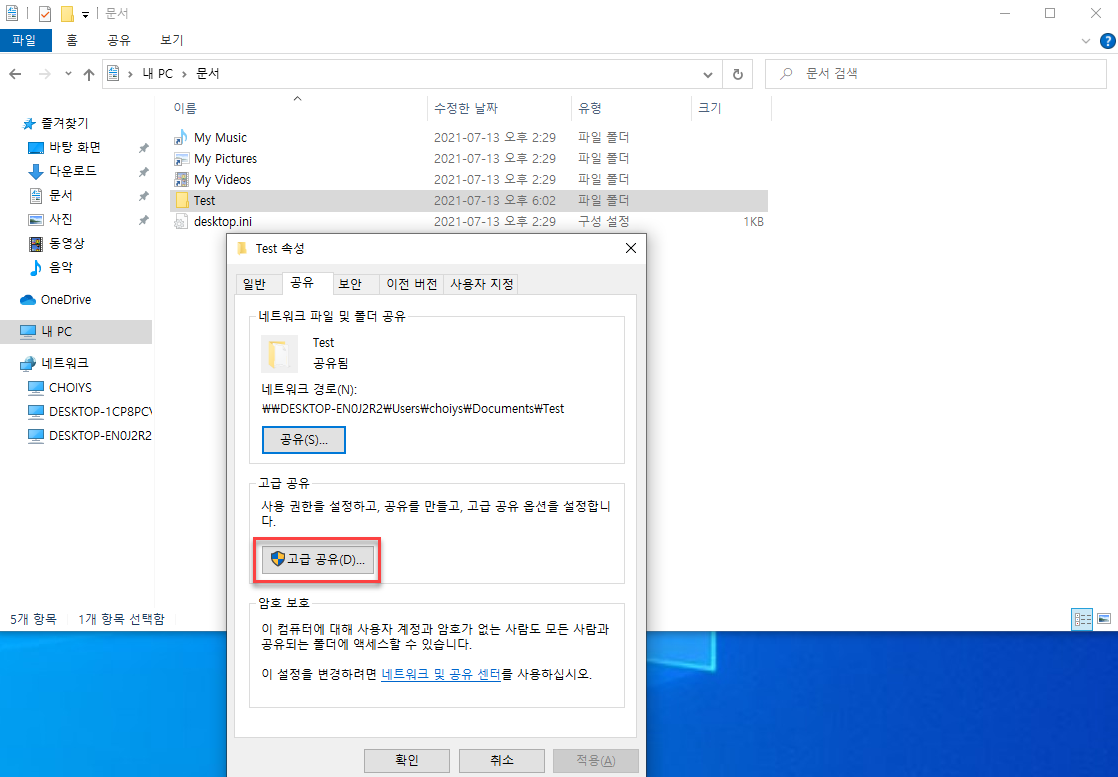 문서
파일 홈 공유 보기
내 PC > 문서
문서 검색
이름 수정한 날짜 유형 크기
즐겨찾기
바탕 화면
다운로드
문서
사진
동영상
음악
OneDrive
내 PC
네트워크
CHOIYS
DESKTOP-1CP8PCV
DESKTOP-EN0J2R2
My Music 2021-07-13 오후 2:29 파일 폴더
My Pictures 2021-07-13 오후 2:29 파일 폴더
My Videos 2021-07-13 오후 2:29 파일 폴더
Test 2021-07-13 오후 6:02 파일 폴더
desktop.ini 2021-07-13 오후 2:29 구성 설정 1KB
Test 속성
일반 공유 보안 이전 버전 사용자 지정
네트워크 파일 및 폴더 공유
Test
공유됨
네트워크 경로(N):
₩₩DESKTOP-EN0J2R2₩Users₩choiys₩Documents₩Test
공유(S)...
고급 공유
사용 권한을 설정하고, 공유를 만들고, 고급 공유 옵션을 설정합니
다.
고급 공유(D)...
암호 보호
이 컴퓨터에 대해 사용자 계정과 암호가 없는 사람도 모든 사람과
공유되는 폴더에 액세스할 수 있습니다.
이 설정을 변경하려면 네트워크 및 공유 센터를 사용하십시오.
확인 취소 적용(A)
5개 항목 1개 항목 선택함